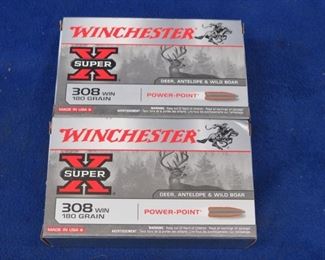 WINCHESTER
SUPER X
DEER, ANTELOPE & WILD BOAR
308 WIN
180 GRAIN
POWER-POINT®
MADE IN USA
WINCHESTER
SUPER X
DEER, ANTELOPE & WILD BOAR
308 WIN
180 GRAIN
POWER-POINT®
MADE IN USA